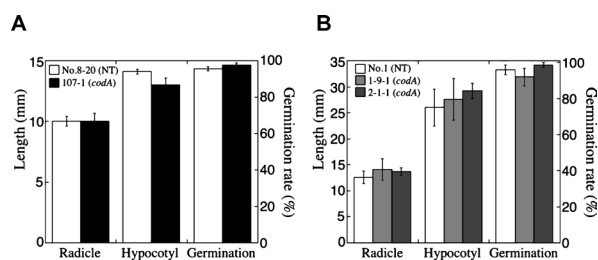 A
No.8-20 (NT)
107-1 (codA)
Length (mm)
15
10
5
0
100
80
60
40
20
0
Germination rate (%)
Radicle Hypocotyl Germination
B
No.1 (NT)
1-9-1 (codA)
2-1-1 (codA)
Length (mm)
35
30
25
20
15
10
5
0
100
80
60
40
20
0
Germination rate (%)
Radicle Hypocotyl Germination